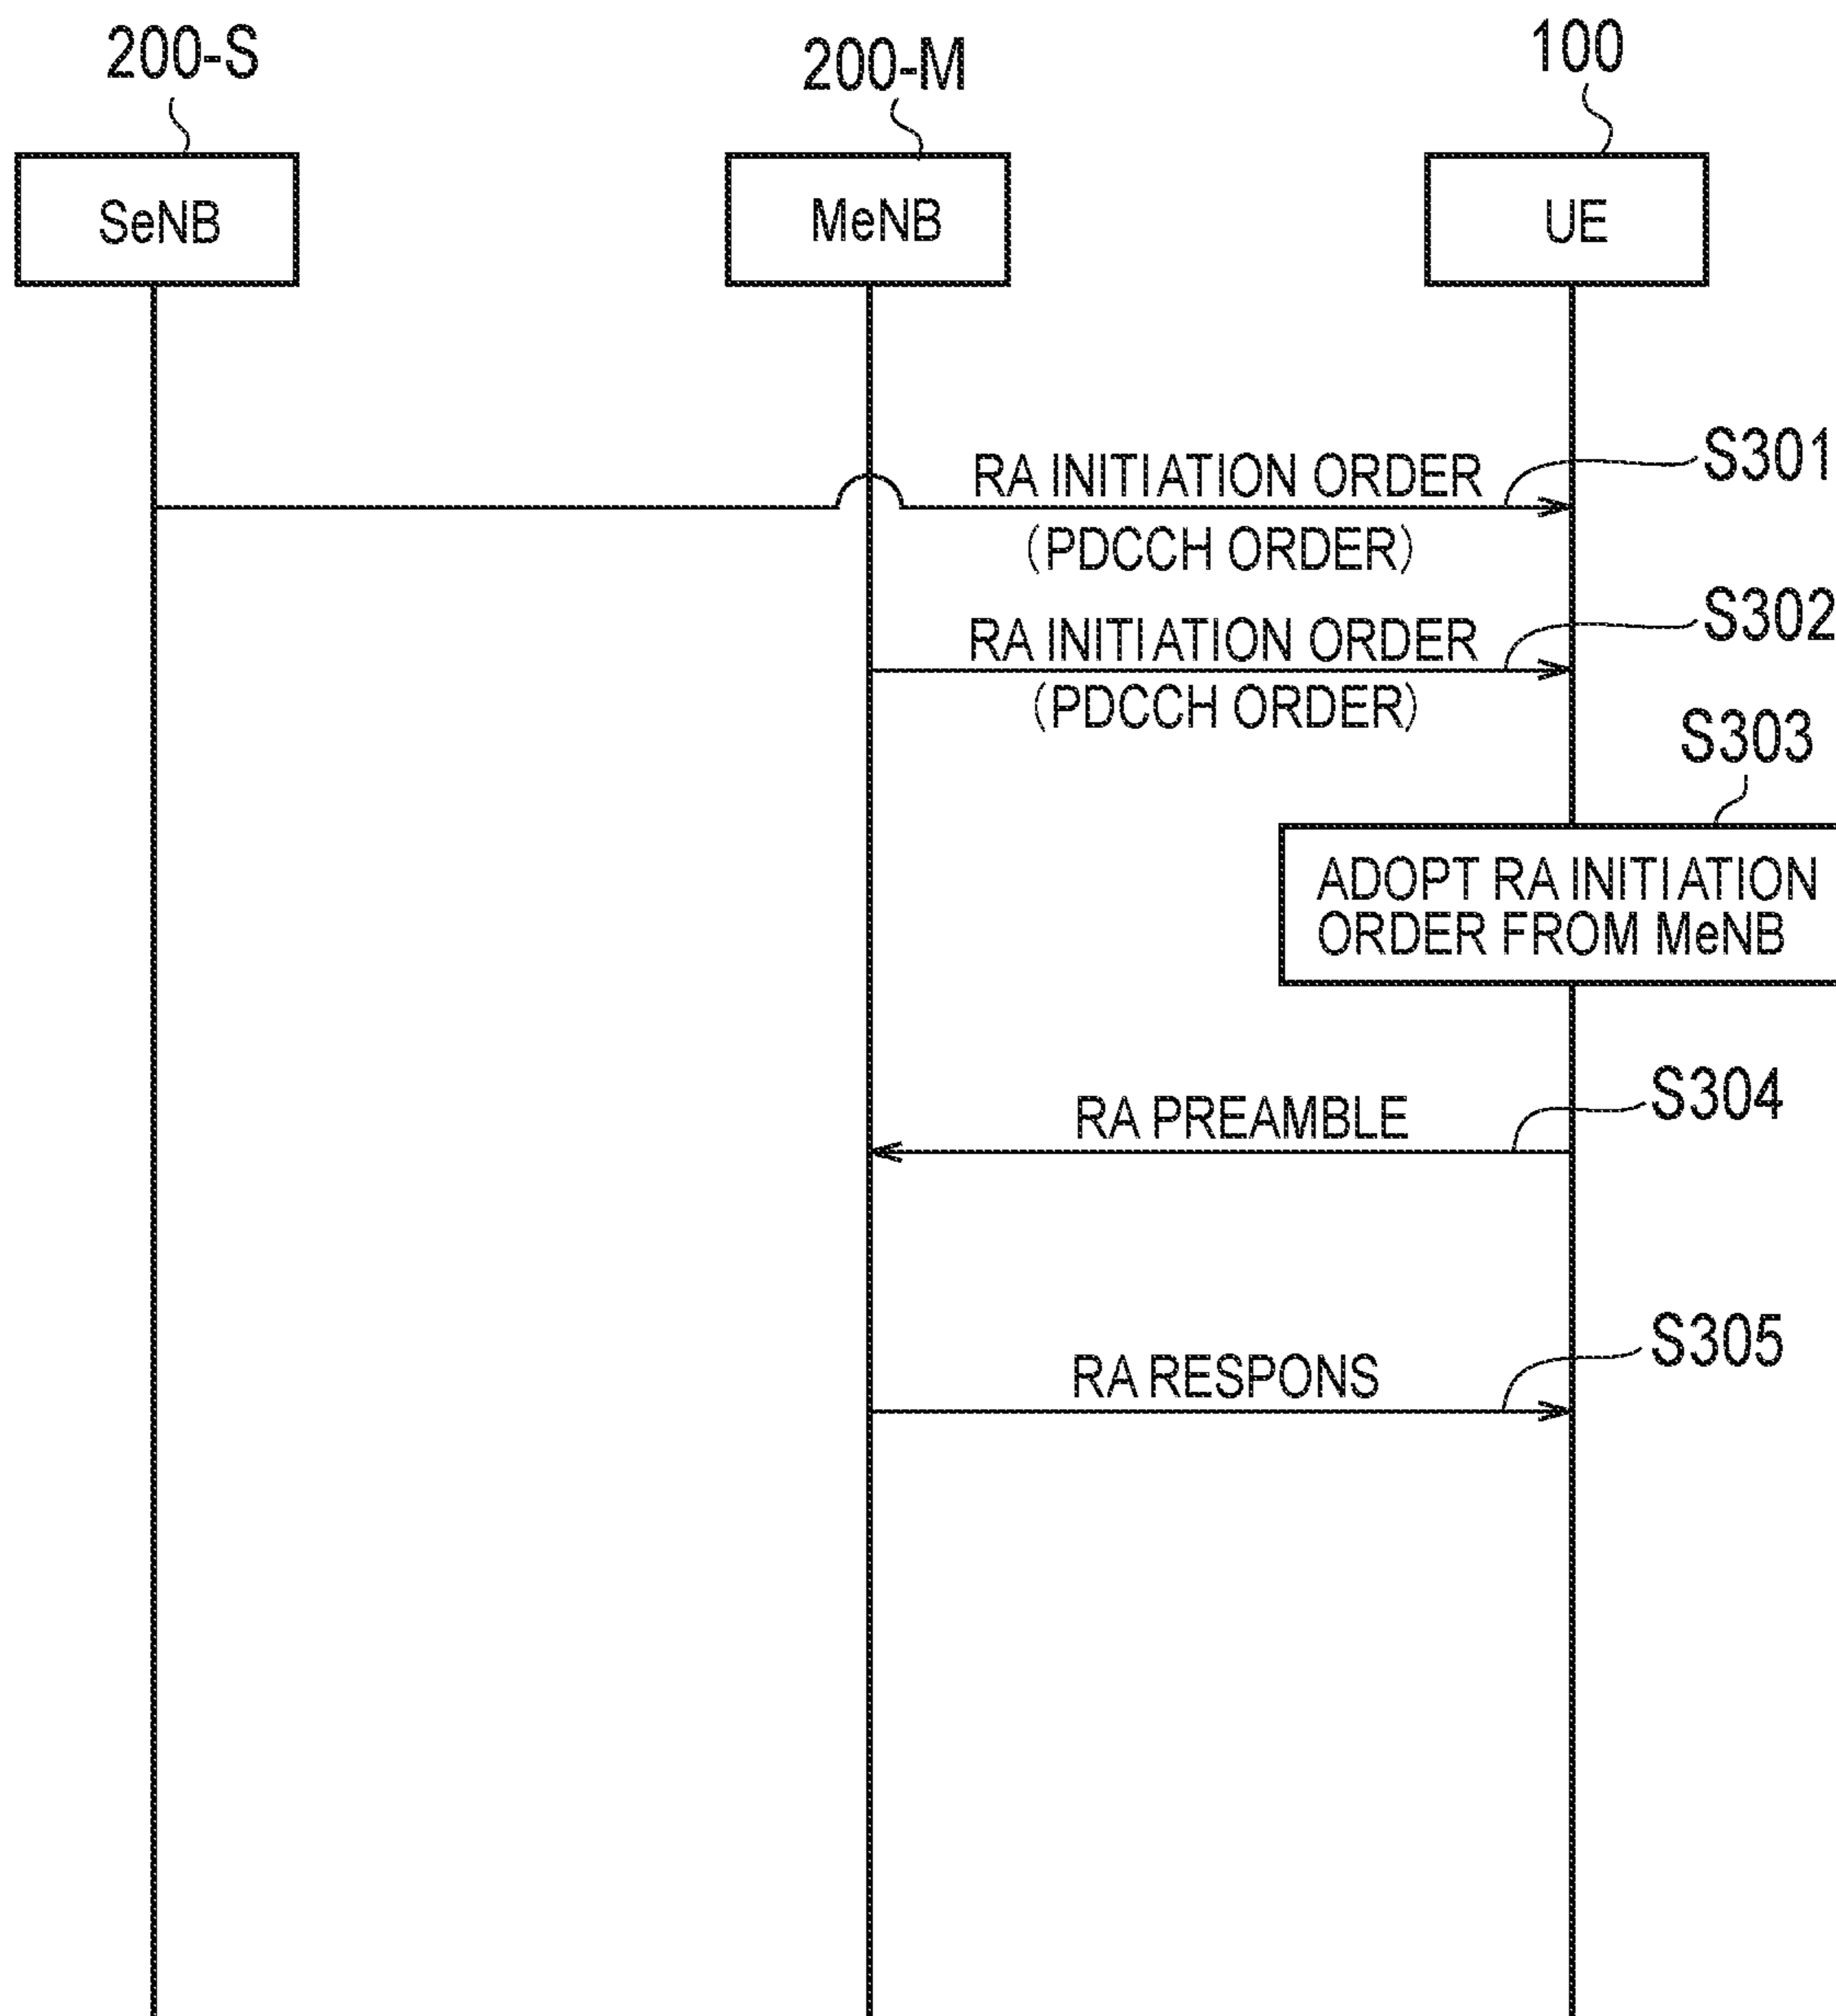 200-S
200-M
100
SeNB
MeNB
UE
RA INITIATION ORDER
S301
(PDCCH ORDER)
RA INITIATION ORDER
S302
(PDCCH ORDER)
S303
ADOPT RA INITIATION
ORDER FROM MeNB
RA PREAMBLE
S304
RA RESPONS
S305